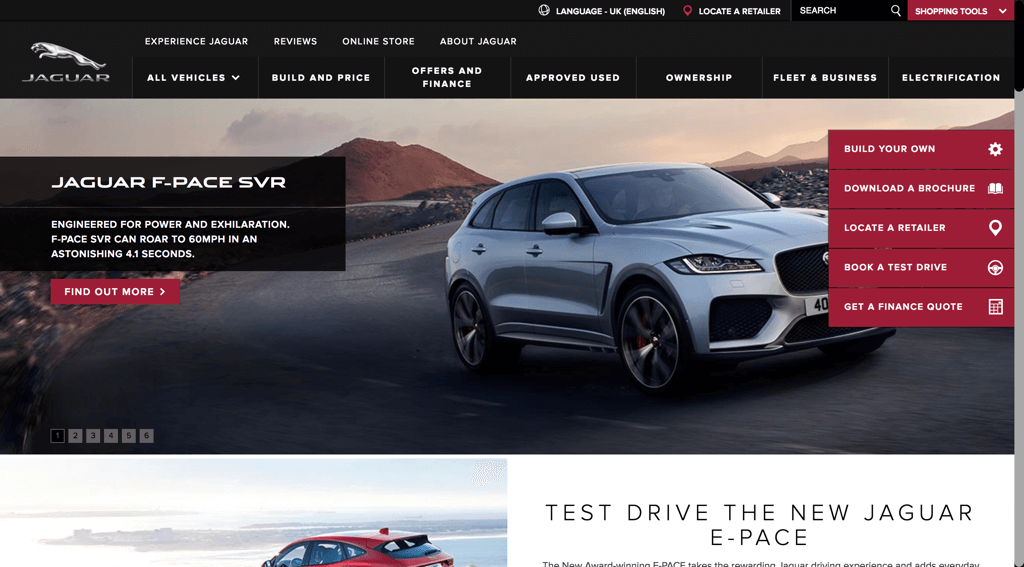 LANGUAGE - UK (ENGLISH)
LOCATE A RETAILER
SEARCH
SHOPPING TOOLS
JAGUAR
EXPERIENCE JAGUAR
REVIEWS
ONLINE STORE
ABOUT JAGUAR
ALL VEHICLES
BUILD AND PRICE
OFFERS AND
FINANCE
APPROVED USED
OWNERSHIP
FLEET & BUSINESS
ELECTRIFICATION
JAGUAR F-PACE SVR
ENGINEERED FOR POWER AND EXHILARATION.
F-PACE SVR CAN ROAR TO 60MPH IN AN
ASTONISHING 4.1 SECONDS.
FIND OUT MORE
BUILD YOUR OWN
DOWNLOAD A BROCHURE
LOCATE A RETAILER
BOOK A TEST DRIVE
GET A FINANCE QUOTE
40
1 2 3 4 5 6
TEST DRIVE THE NEW JAGUAR
E-PACE
The New Award-winning E-PACE takes the rewarding Jaguar driving experience and adds everyday